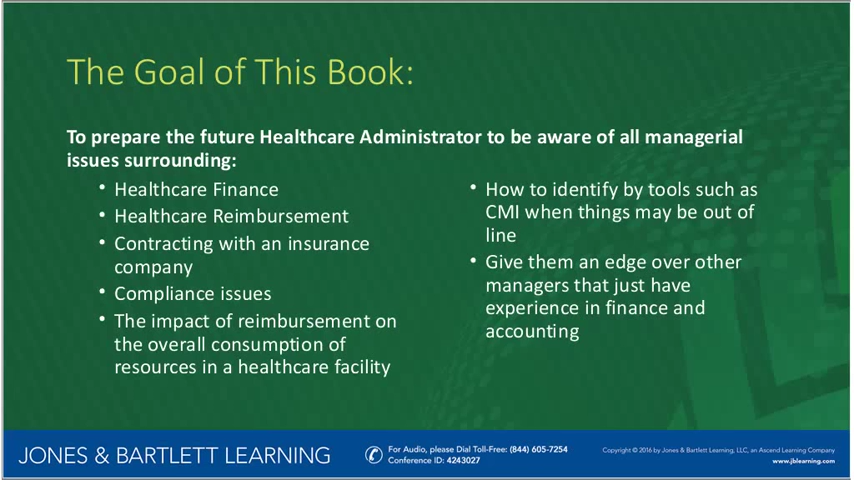 The Goal of This Book:
To prepare the future Healthcare Administrator to be aware of all managerial
issues surrounding:
• Healthcare Finance
• Healthcare Reimbursement
• Contracting with an insurance
company
• Compliance issues
• The impact of reimbursement on
the overall consumption of
resources in a healthcare facility
• How to identify by tools such as
CMI when things may be out of
line
• Give them an edge over other
managers that just have
experience in finance and
accounting
JONES & BARTLETT LEARNING
For Audio, please Dial Toll-Free: (844) 605-7254
Conference ID: 4243027
Copyright © 2016 by Jones & Bartlett Learning, LLC, an Ascend Learning Company
www.jblearning.com